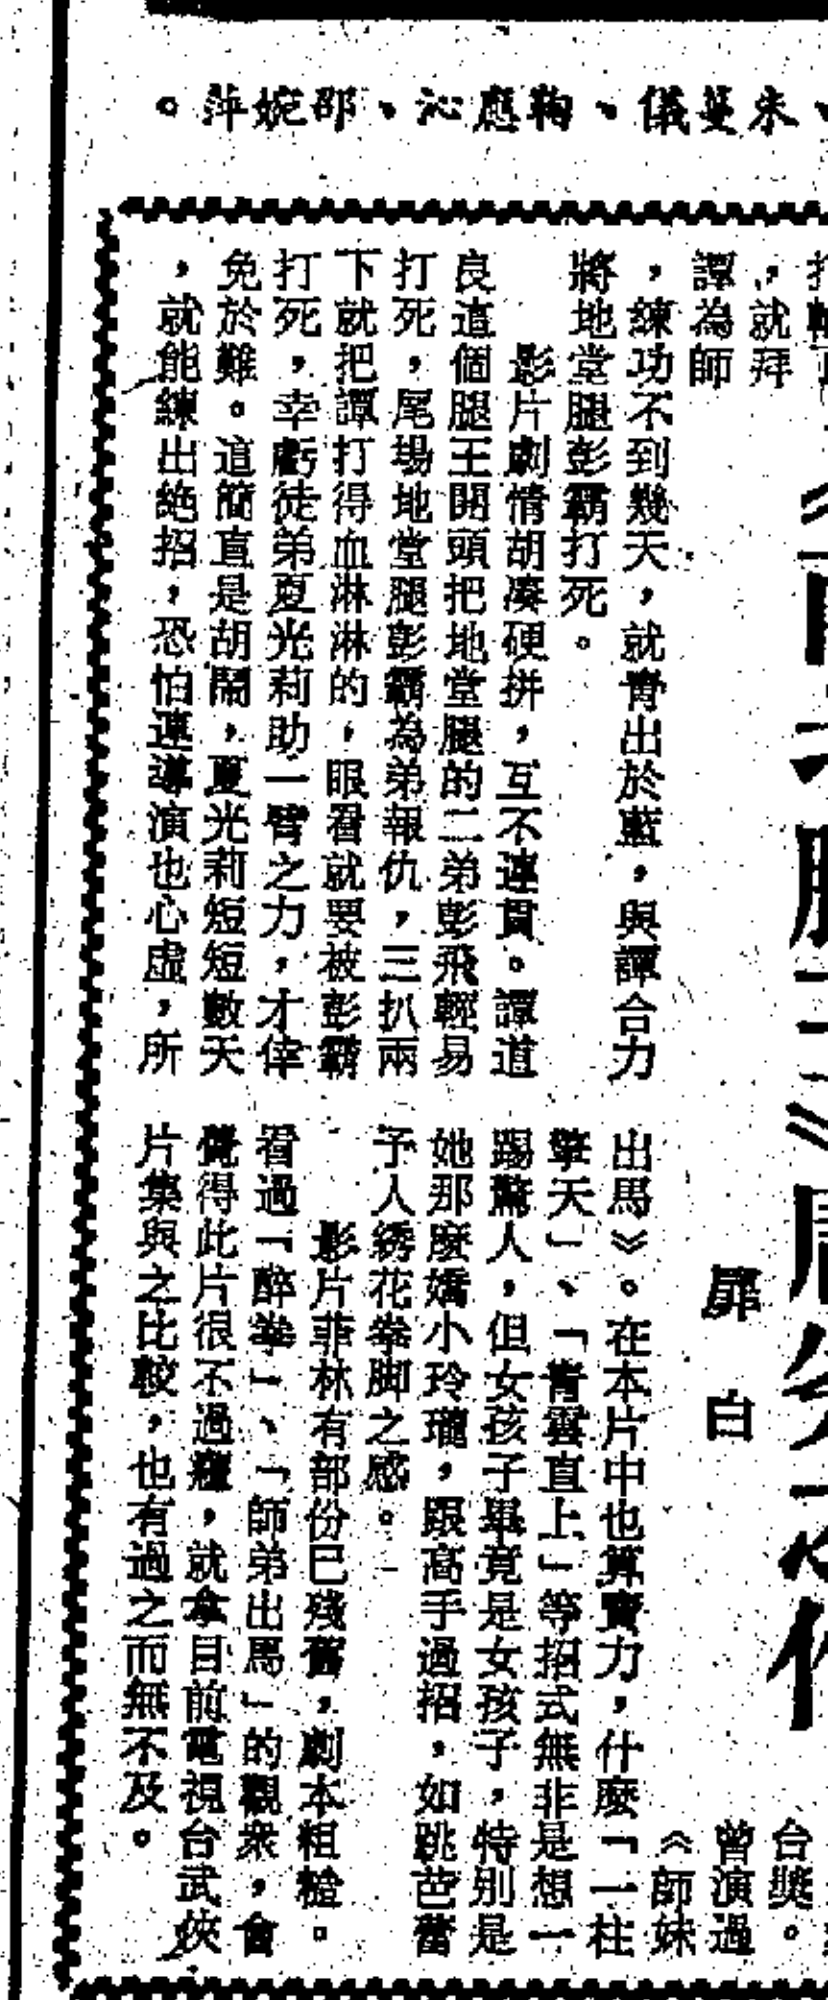 、朱曼儀、鞠應沁、邵婉萍。
腿王》
扉白
，就拜
譚為師
，練功不到幾天，就青出於藍，與譚合力
將地堂腿彭霸打死。
影片劇情胡湊硬拼，互不連貫。譚道
良這個腿王開頭把地堂腿的二弟彭飛輕易
打死，尾場地堂腿彭霸為弟報仇，三扒兩
下就把譚打得血淋淋的，眼看就要被彭霸
打死，幸虧徒弟夏光莉助一臂之力，才倖
免於難。這簡直是胡鬧，夏光莉短短數天
，就能練出絶招，恐怕連導演也心虛，所
台獎。
曾演過
《師妹
出馬》。在本片中也算賣力，什麼「一柱
擎天」、「青雲直上」等招式無非是想一
踢驚人，但女孩子畢竟是女孩子，特別是
她那麼嬌小玲瓏，跟高手過招，如跳芭蕾
予人綉花拳脚之感。
影片菲林有部份已殘舊，劇本粗糙。
看過「醉拳」、「師弟出馬」的觀衆，會
覺得此片很不過癮，就拿目前電視台武俠
片集與之比較，也有過之而無不及。